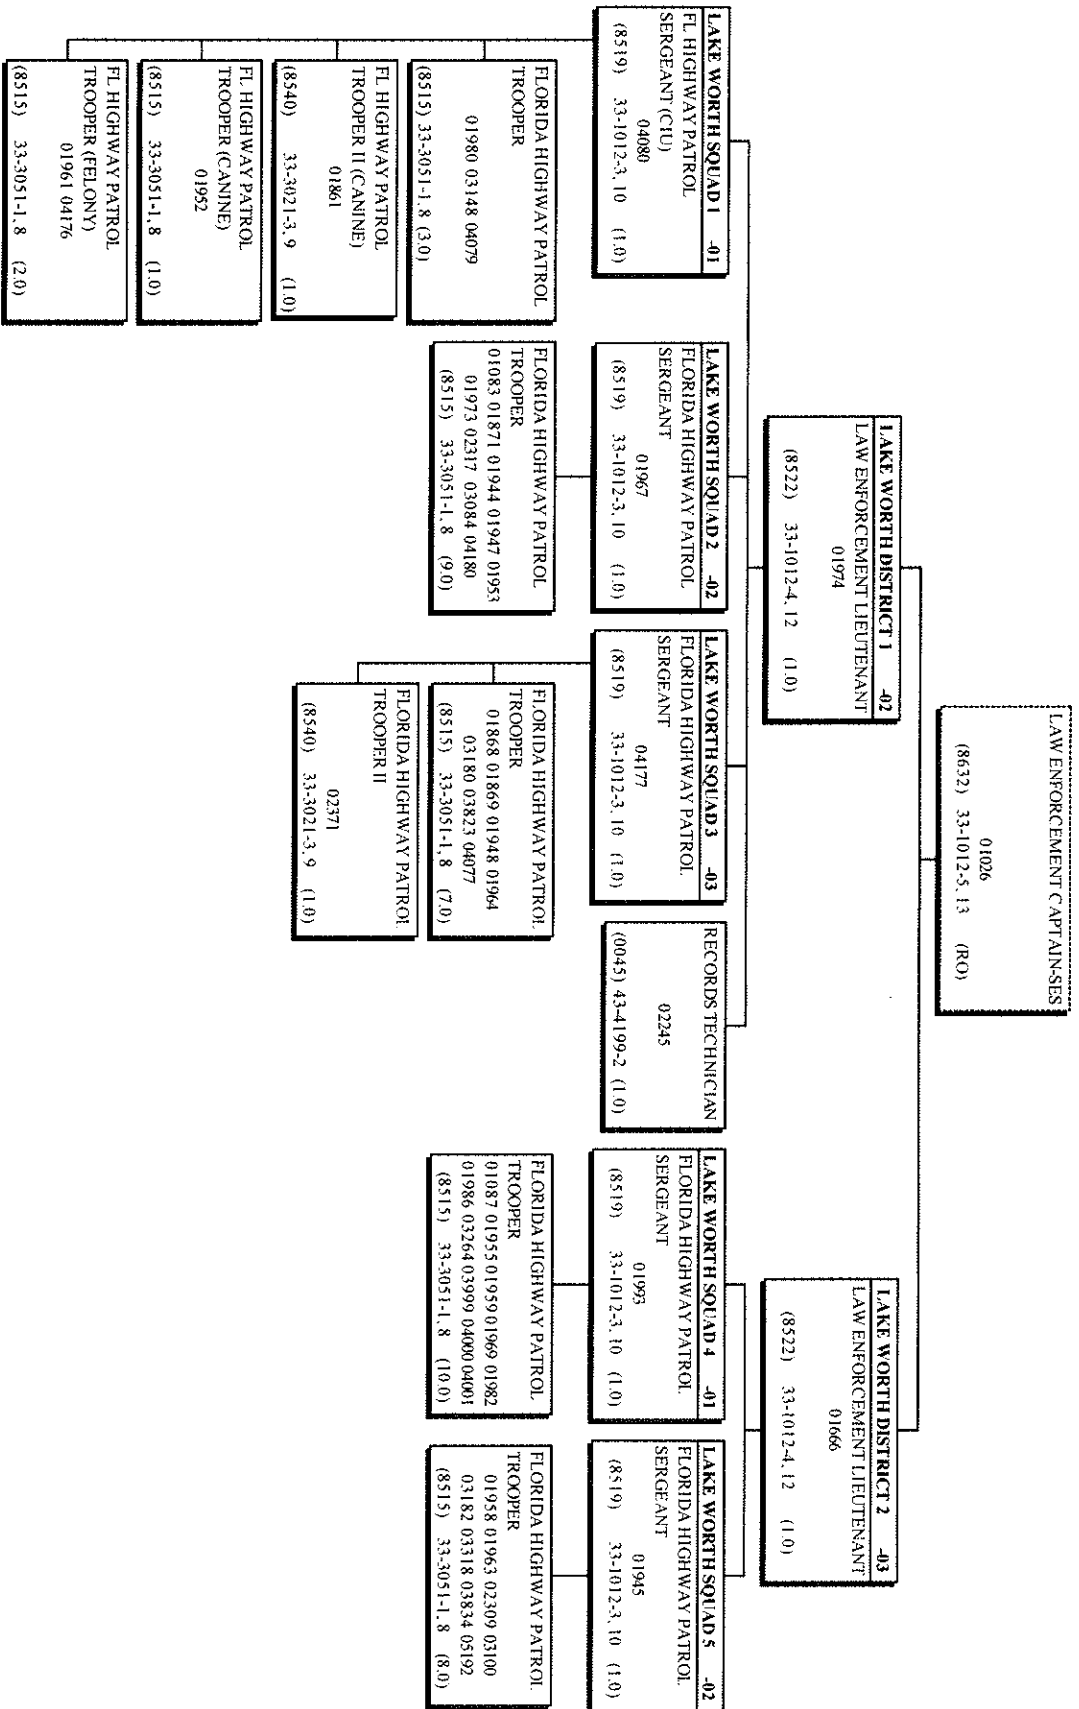 LAW ENFORCEMENT CAPTAIN-SES
01026
(8632) 33-1012-5, 13 (RO)
LAKE WORTH DISTRICT 1 -02
LAW ENFORCEMENT LIEUTENANT
01974
(8522) 33-1012-4, 12 (1.0)
LAKE WORTH DISTRICT 2 -03
LAW ENFORCEMENT LIEUTENANT
01666
(8522) 33-1012-4, 12 (1.0)
LAKE WORTH SQUAD 1 -01
FL HIGHWAY PATROL
SERGEANT (CIU)
04080
(8519) 33-1012-3, 10 (1.0)
FLORIDA HIGHWAY PATROL
TROOPER
01980 03148 04079
(8515) 33-3051-1, 8 (3.0)
FL HIGHWAY PATROL
TROOPER II (CANINE)
01861
(8540) 33-3021-3, 9 (1.0)
FL HIGHWAY PATROL
TROOPER (CANINE)
01952
(8515) 33-3051-1, 8 (1.0)
FL HIGHWAY PATROL
TROOPER (FELONY)
01961 04176
(8515) 33-3051-1, 8 (2.0)
LAKE WORTH SQUAD 2 -02
FLORIDA HIGHWAY PATROL
SERGEANT
01967
(8519) 33-1012-3, 10 (1.0)
FLORIDA HIGHWAY PATROL
TROOPER
01083 01871 01944 01947 01953
01973 02317 03084 04180
(8515) 33-3051-1, 8 (9.0)
LAKE WORTH SQUAD 3 -03
FLORIDA HIGHWAY PATROL
SERGEANT
04177
(8519) 33-1012-3, 10 (1.0)
FLORIDA HIGHWAY PATROL
TROOPER
01868 01869 01948 01964
03180 03823 04077
(8515) 33-3051-1, 8 (7.0)
FLORIDA HIGHWAY PATROL
TROOPER II
02371
(8540) 33-3021-3, 9 (1.0)
RECORDS TECHNICIAN
02245
(0045) 43-4199-2 (1.0)
LAKE WORTH SQUAD 4 -01
FLORIDA HIGHWAY PATROL
SERGEANT
01993
(8519) 33-1012-3, 10 (1.0)
FLORIDA HIGHWAY PATROL
TROOPER
01087 01955 01959 01969 01982
01986 03264 03999 04000 04001
(8515) 33-3051-1, 8 (10.0)
LAKE WORTH SQUAD 5 -02
FLORIDA HIGHWAY PATROL
SERGEANT
01945
(8519) 33-1012-3, 10 (1.0)
FLORIDA HIGHWAY PATROL
TROOPER
01958 01963 02309 03100
03182 03318 03834 05192
(8515) 33-3051-1, 8 (8.0)